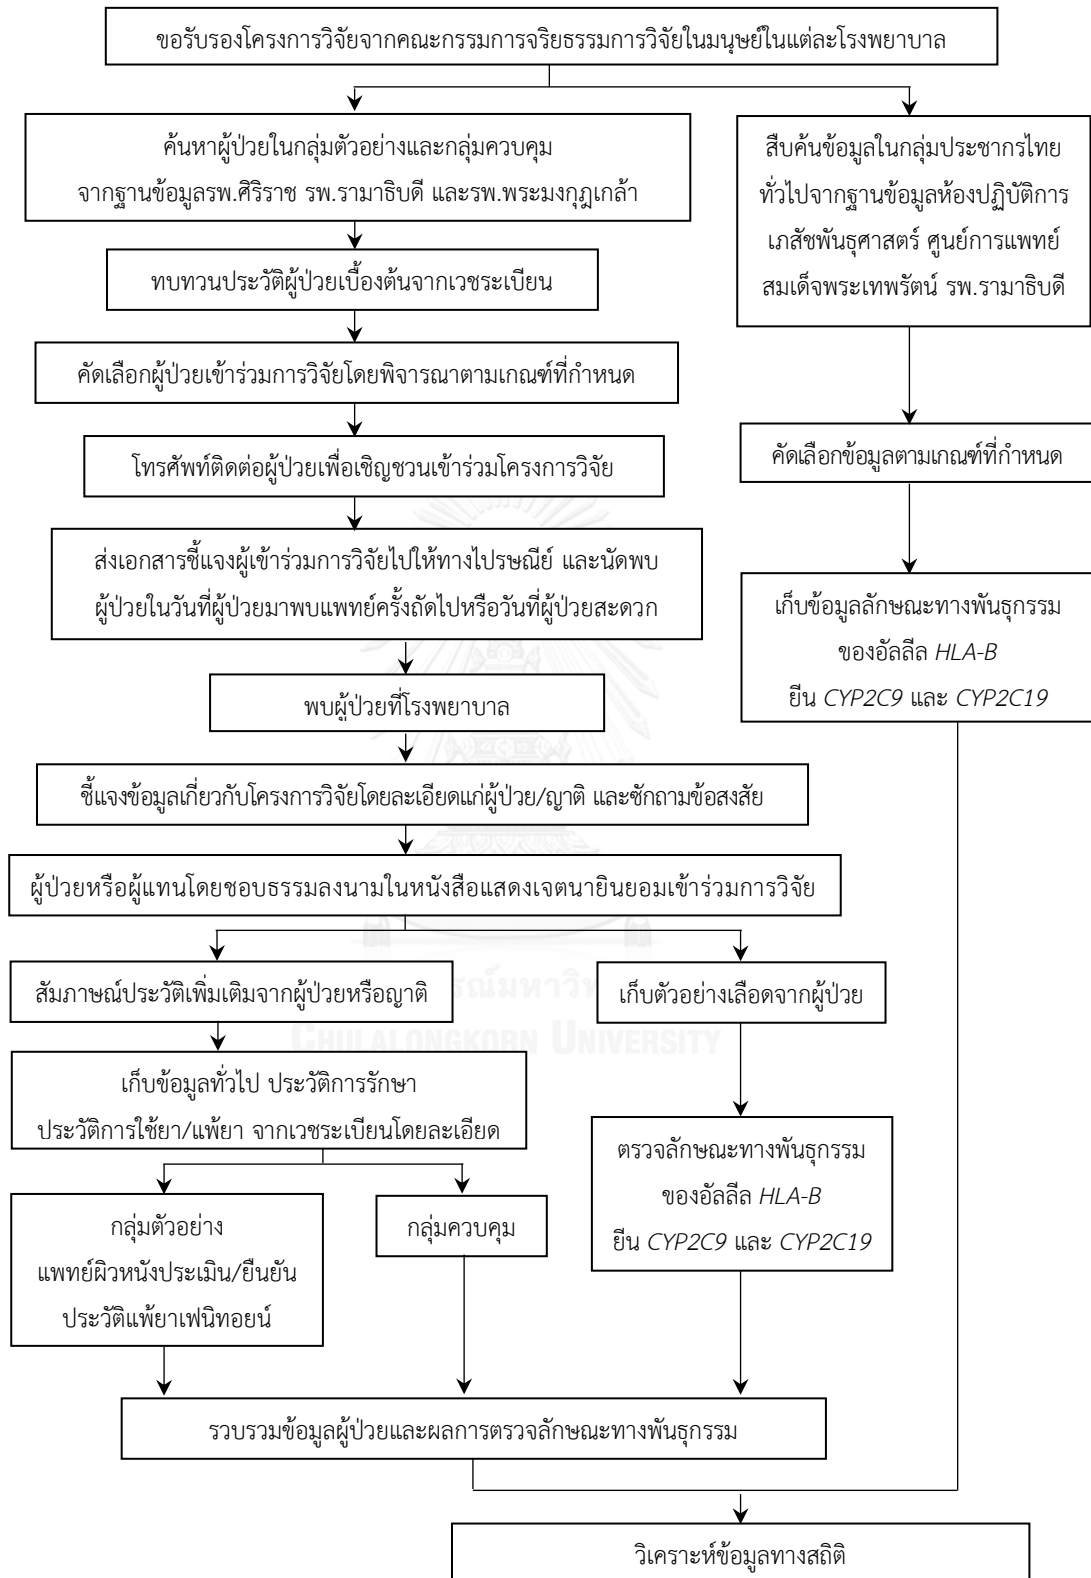 ขอรับรองโครงการวิจัยจากคณะกรรมการจริยธรรมการวิจัยในมนุษย์ในแต่ละโรงพยาบาล
ค้นหาผู้ป่วยในกลุ่มตัวอย่างและกลุ่มควบคุม
จากฐานข้อมูลรพ.ศิริราช รพ.รามาธิบดี และรพ.พระมงกุฎเกล้า
สืบค้นข้อมูลในกลุ่มประชากรไทย
ทั่วไปจากฐานข้อมูลห้องปฏิบัติการ
เภสัชพันธุศาสตร์ ศูนย์การแพทย์
สมเด็จพระเทพรัตน์ รพ.รามาธิบดี
ทบทวนประวัติผู้ป่วยเบื้องต้นจากเวชระเบียน
คัดเลือกผู้ป่วยเข้าร่วมการวิจัยโดยพิจารณาตามเกณฑ์ที่กำหนด
โทรศัพท์ติดต่อผู้ป่วยเพื่อเชิญชวนเข้าร่วมโครงการวิจัย
คัดเลือกข้อมูลตามเกณฑ์ที่กำหนด
ส่งเอกสารชี้แจงผู้เข้าร่วมการวิจัยไปให้ทางไปรษณีย์ และนัดพบ
ผู้ป่วยในวันที่ผู้ป่วยมาพบแพทย์ครั้งถัดไปหรือวันที่ผู้ป่วยสะดวก
เก็บข้อมูลลักษณะทางพันธุกรรม
ของอัลลีล HLA-B
ยีน CYP2C9 และ CYP2C19
พบผู้ป่วยที่โรงพยาบาล
ชี้แจงข้อมูลเกี่ยวกับโครงการวิจัยโดยละเอียดแก่ผู้ป่วย/ญาติ และซักถามข้อสงสัย
ผู้ป่วยหรือผู้แทนโดยชอบธรรมลงนามในหนังสือแสดงเจตนายินยอมเข้าร่วมการวิจัย
สัมภาษณ์ประวัติเพิ่มเติมจากผู้ป่วยหรือญาติ
เก็บตัวอย่างเลือดจากผู้ป่วย
CHULALONGKORN UNIVERSITY
เก็บข้อมูลทั่วไป ประวัติการรักษา
ประวัติการใช้ยา/แพ้ยา จากเวชระเบียนโดยละเอียด
ตรวจลักษณะทางพันธุกรรม
ของอัลลีล HLA-B
ยีน CYP2C9 และ CYP2C19
กลุ่มตัวอย่าง
แพทย์ผิวหนังประเมิน/ยืนยัน
ประวัติแพ้ยาเฟนิทอยน์
กลุ่มควบคุม
รวบรวมข้อมูลผู้ป่วยและผลการตรวจลักษณะทางพันธุกรรม
วิเคราะห์ข้อมูลทางสถิติ